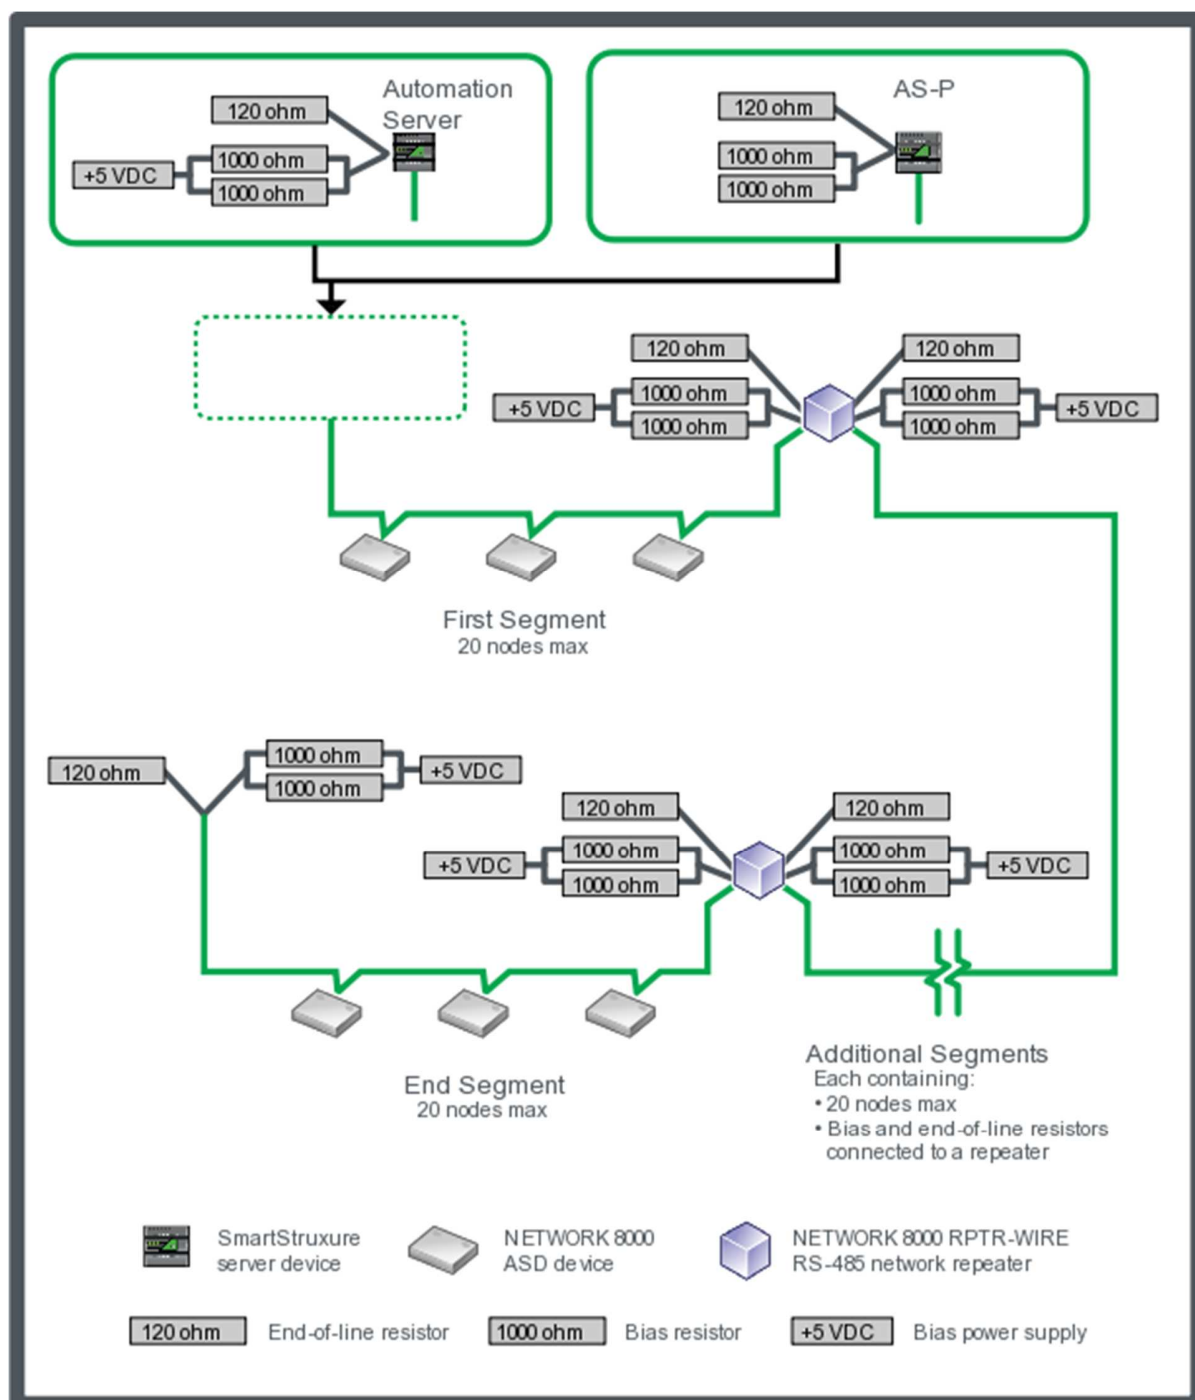 Automation
Server
120 ohm
1000 ohm
+5 VDC
1000 ohm
AS-P
120 ohm
1000 ohm
1000 ohm
120 ohm
1000 ohm
+5 VDC
1000 ohm
120 ohm
1000 ohm
+5 VDC
1000 ohm
First Segment
20 nodes max
120 ohm
1000 ohm
1000 ohm
+5 VDC
120 ohm
1000 ohm
+5 VDC
1000 ohm
120 ohm
1000 ohm
+5 VDC
1000 ohm
End Segment
20 nodes max
Additional Segments
Each containing:
• 20 nodes max
• Bias and end-of-line resistors
connected to a repeater
SmartStruxure
server device
NETWORK 8000
ASD device
NETWORK 8000 RPTR-WIRE
RS-485 network repeater
120 ohm
End-of-line resistor
1000 ohm
Bias resistor
+5 VDC
Bias power supply